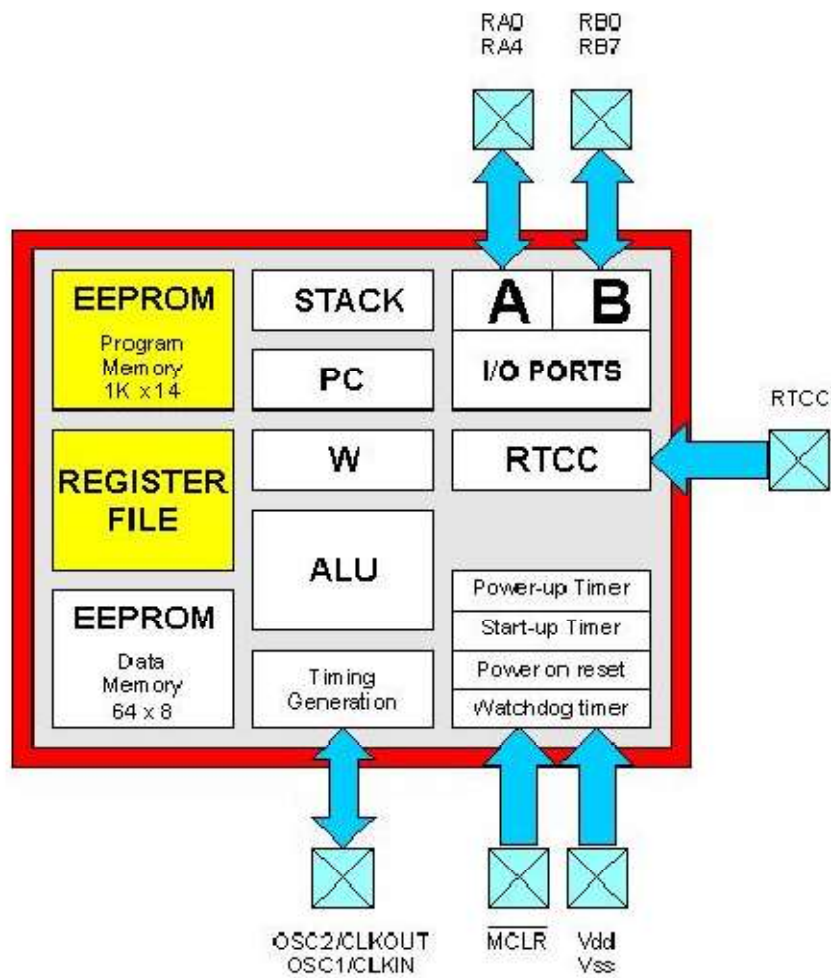 RA0
RA4
RB0
RB7
EEPROM
Program
Memory
1K x14
STACK
A
B
PC
I/O PORTS
RTCC
REGISTER
FILE
W
RTCC
ALU
EEPROM
Data
Memory
64 x 8
Timing
Generation
Power-up Timer
Start-up Timer
Power on reset
Watchdog timer
OSC2/CLKOUT
OSC1/CLKIN
MCLR
Vdd
Vss